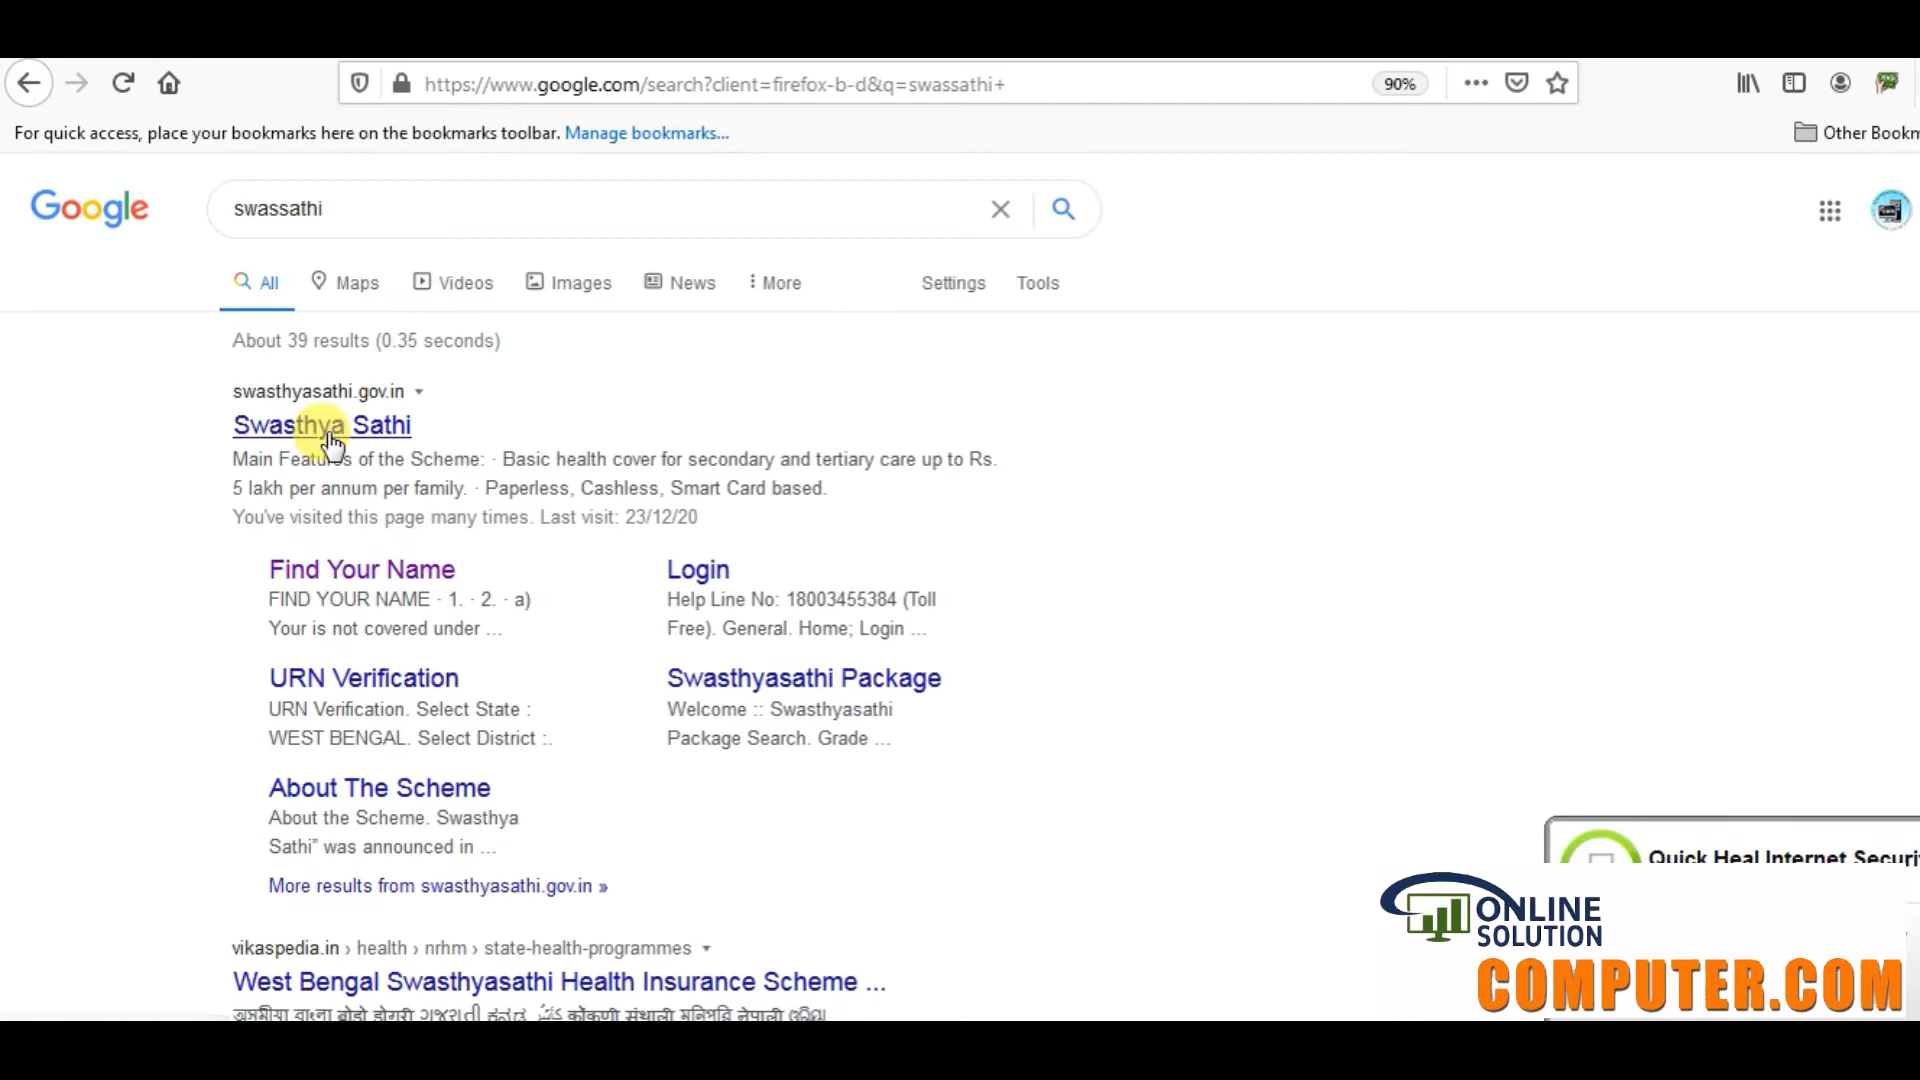 https://www.google.com/search?client=firefox-b-d&q=swassathi+
90%
For quick access, place your bookmarks here on the bookmarks toolbar. Manage bookmarks...
Other Bookm
Google
swassathi
All
Maps
Videos
Images
News
More
Settings
Tools
About 39 results (0.35 seconds)
swasthyasathi.gov.in
Swasthya Sathi
Main Features of the Scheme: · Basic health cover for secondary and tertiary care up to Rs.
5 lakh per annum per family. · Paperless, Cashless, Smart Card based.
You've visited this page many times. Last visit: 23/12/20
Find Your Name
FIND YOUR NAME · 1. · 2. · a)
Your is not covered under ...
Login
Help Line No: 18003455384 (Toll
Free). General. Home; Login ...
URN Verification
URN Verification. Select State :
WEST BENGAL. Select District :.
Swasthyasathi Package
Welcome :: Swasthyasathi
Package Search. Grade ...
About The Scheme
About the Scheme. Swasthya
Sathi" was announced in ...
More results from swasthyasathi.gov.in »
vikaspedia.in › health › nrhm › state-health-programmes
West Bengal Swasthyasathi Health Insurance Scheme ...
Quick Heal Internet Securi
ONLINE
SOLUTION
COMPUTER.COM